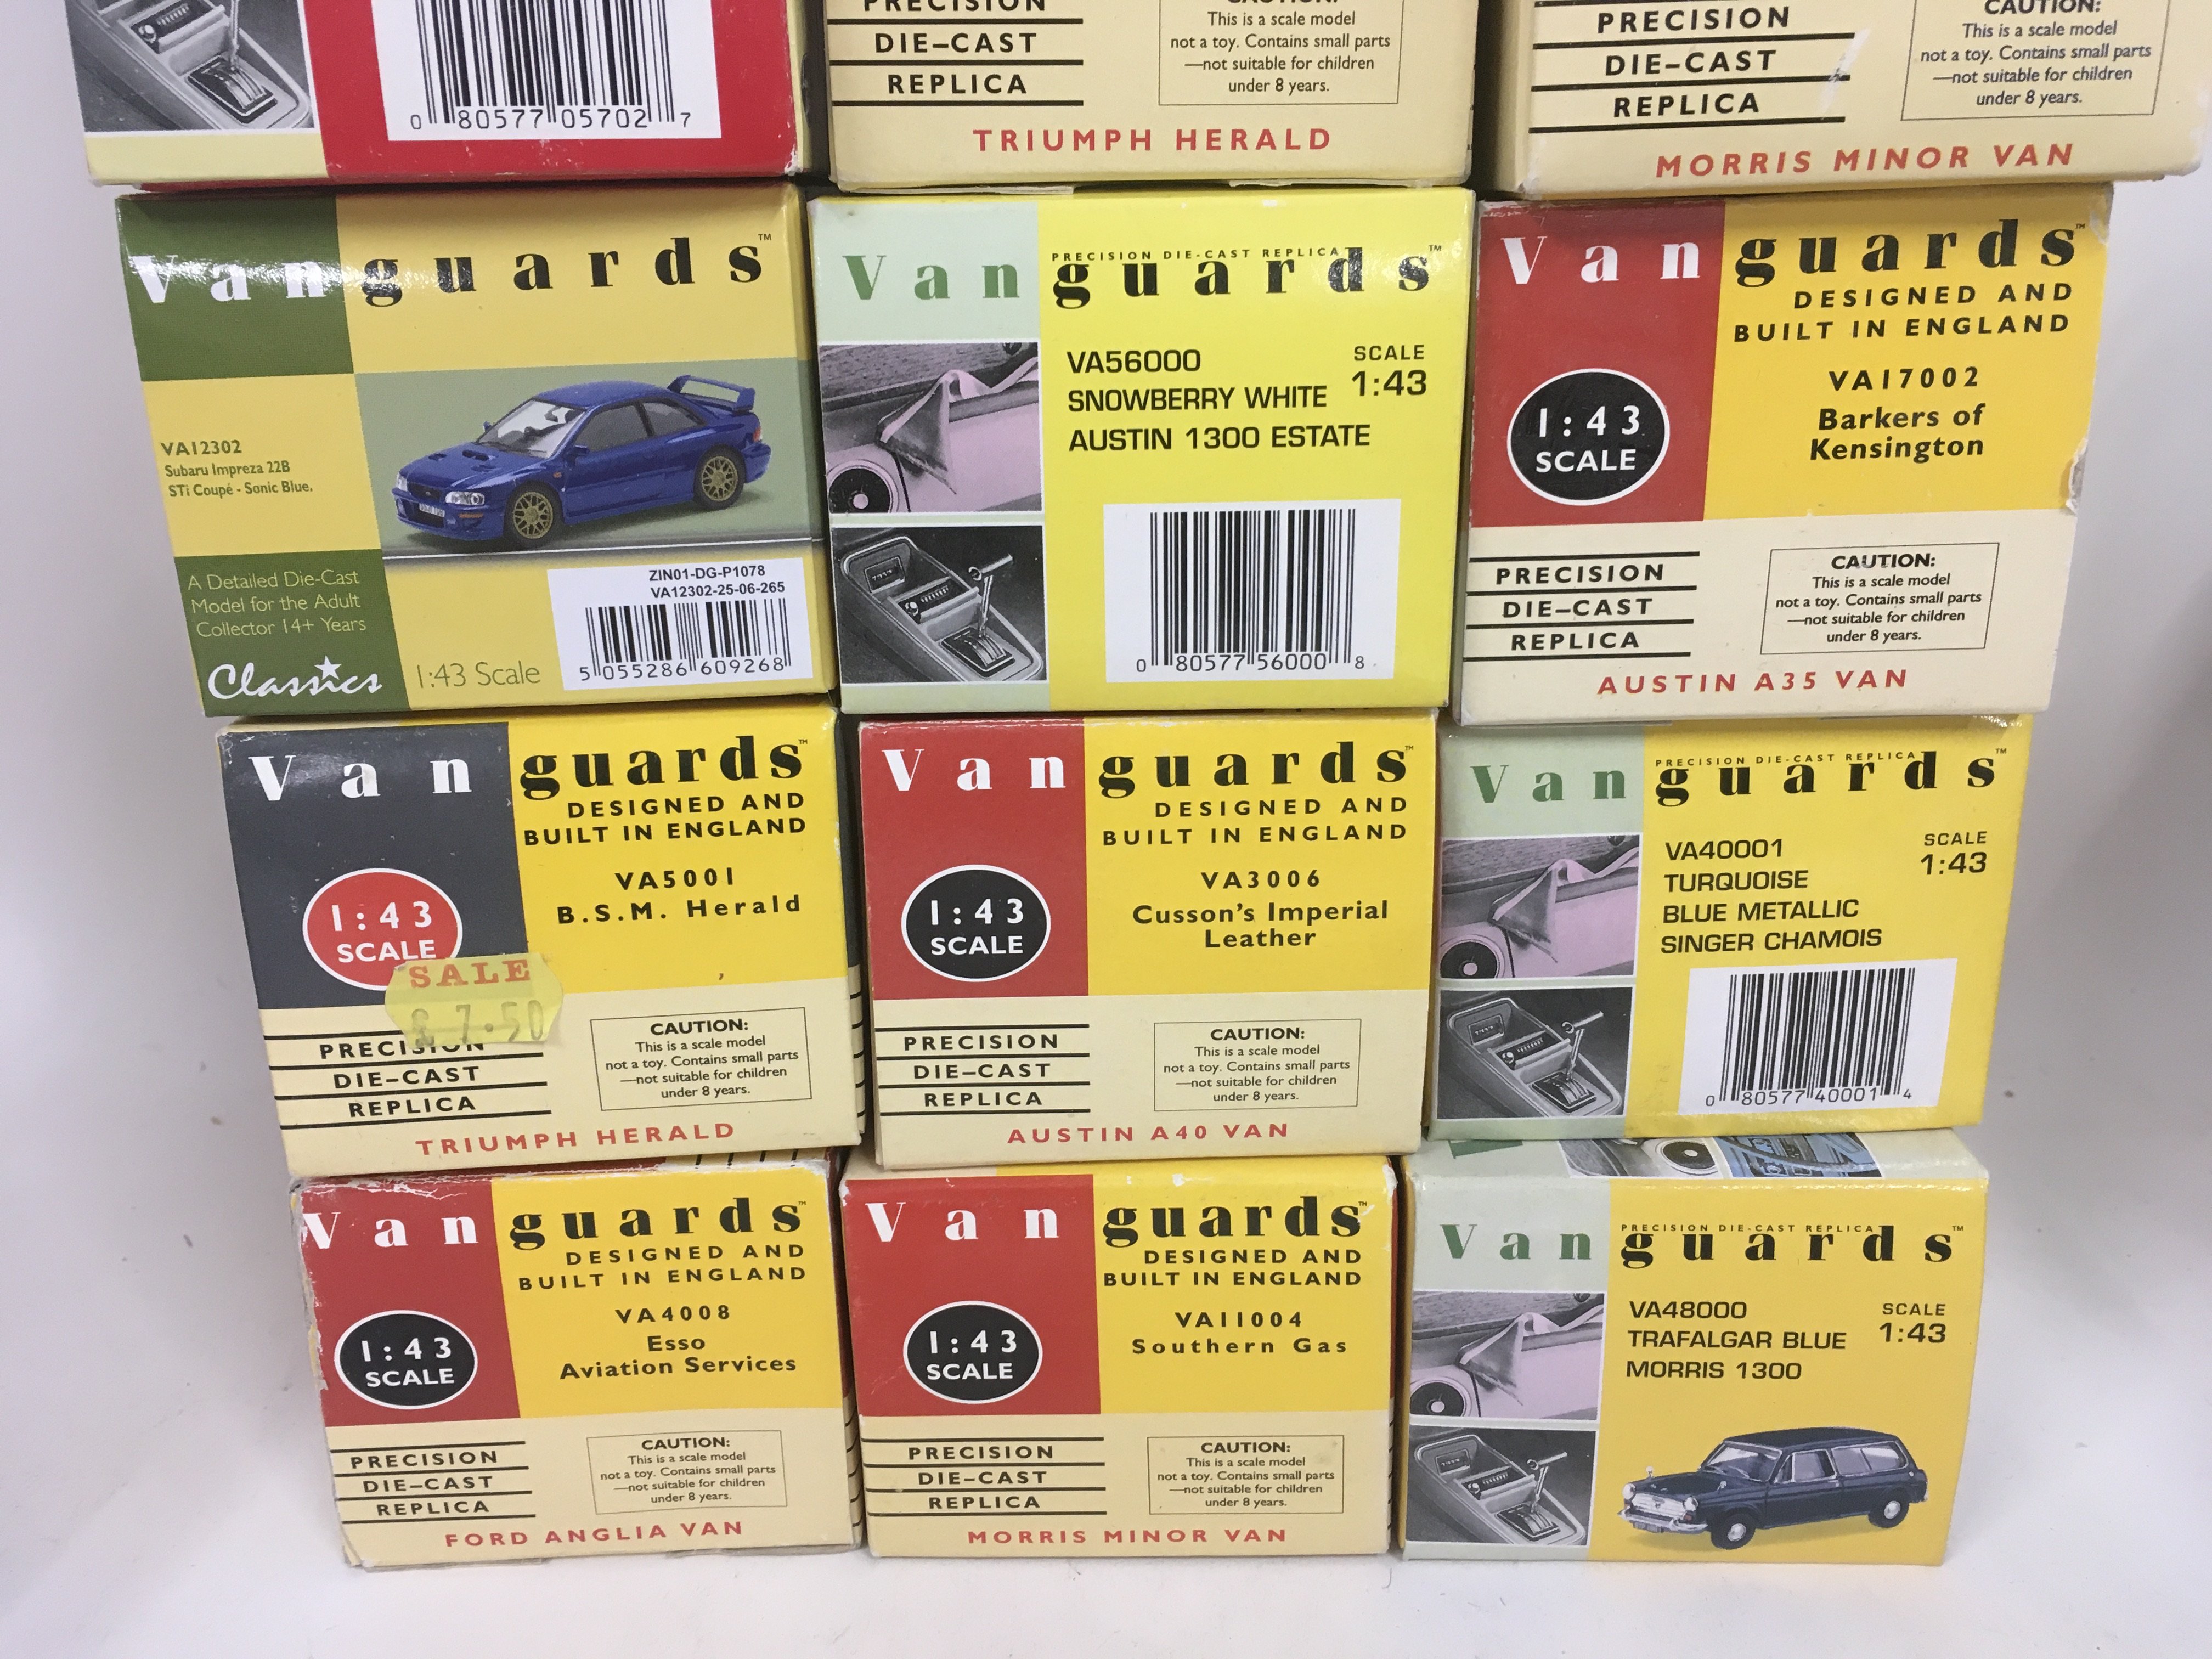 0 80577 05702 7
PRECISION
DIE-CAST
REPLICA
CAUTION:
This is a scale model
not a toy. Contains small parts
—not suitable for children
under 8 years.
TRIUMPH HERALD
PRECISION
DIE-CAST
REPLICA
CAUTION:
This is a scale model
not a toy. Contains small parts
—not suitable for children
under 8 years.
MORRIS MINOR VAN
Vanguards™
VA12302
Subaru Impreza 22B
STi Coupé - Sonic Blue.
A Detailed Die-Cast
Model for the Adult
Collector 14+ Years
Classics
1:43 Scale
ZIN01-DG-P1078
VA12302-25-06-265
5 055286 609268
Vanguards™
PRECISION DIE-CAST REPLICA
VA56000
SNOWBERRY WHITE
AUSTIN 1300 ESTATE
SCALE
1:43
0 80577 56000 8
Vanguards™
DESIGNED AND
BUILT IN ENGLAND
1:43
SCALE
VA17002
Barkers of
Kensington
PRECISION
DIE-CAST
REPLICA
CAUTION:
This is a scale model
not a toy. Contains small parts
—not suitable for children
under 8 years.
AUSTIN A35 VAN
Vanguards™
DESIGNED AND
BUILT IN ENGLAND
1:43
SCALE
VA5001
B.S.M. Herald
SALE
£7.50
PRECISION
DIE-CAST
REPLICA
CAUTION:
This is a scale model
not a toy. Contains small parts
—not suitable for children
under 8 years.
TRIUMPH HERALD
Vanguards™
DESIGNED AND
BUILT IN ENGLAND
1:43
SCALE
VA3006
Cusson's Imperial
Leather
PRECISION
DIE-CAST
REPLICA
CAUTION:
This is a scale model
not a toy. Contains small parts
—not suitable for children
under 8 years.
AUSTIN A40 VAN
Vanguards™
PRECISION DIE-CAST REPLICA
VA40001
TURQUOISE
BLUE METALLIC
SINGER CHAMOIS
SCALE
1:43
0 80577 40001 4
Vanguards™
DESIGNED AND
BUILT IN ENGLAND
1:43
SCALE
VA4008
Esso
Aviation Services
PRECISION
DIE-CAST
REPLICA
CAUTION:
This is a scale model
not a toy. Contains small parts
—not suitable for children
under 8 years.
FORD ANGLIA VAN
Vanguards™
DESIGNED AND
BUILT IN ENGLAND
1:43
SCALE
VA11004
Southern Gas
PRECISION
DIE-CAST
REPLICA
CAUTION:
This is a scale model
not a toy. Contains small parts
—not suitable for children
under 8 years.
MORRIS MINOR VAN
Vanguards™
PRECISION DIE-CAST REPLICA
VA48000
TRAFALGAR BLUE
MORRIS 1300
SCALE
1:43